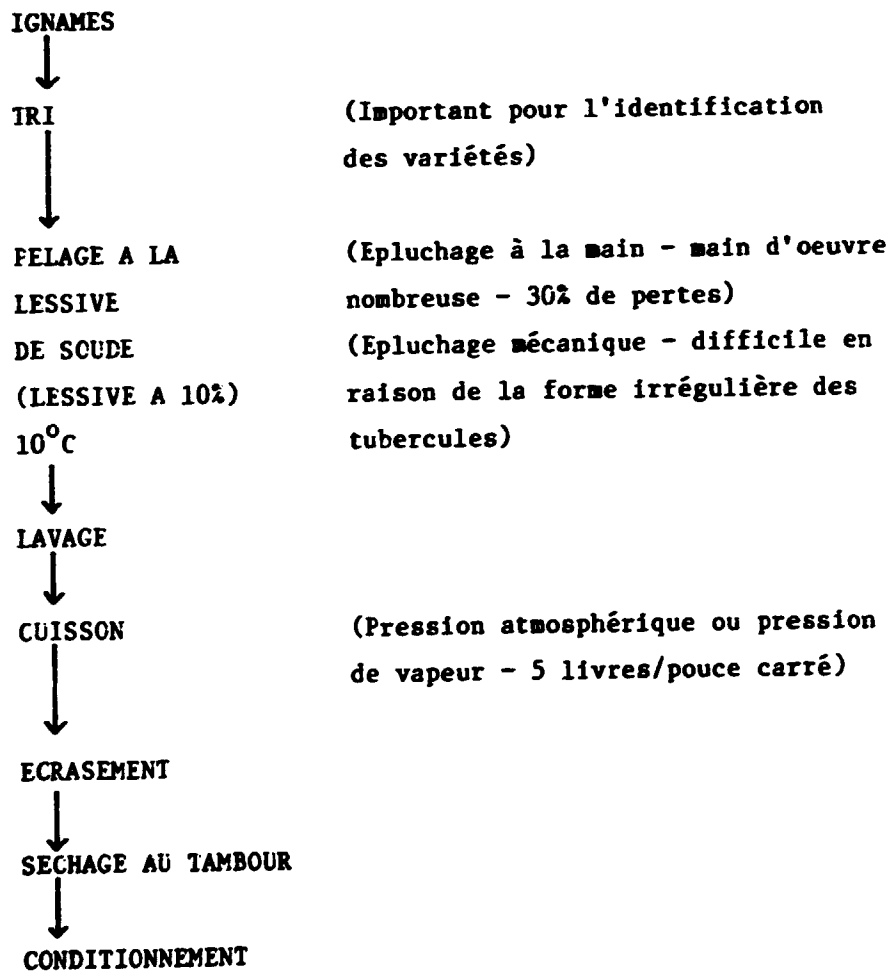 IGNAMES
TRI
(Important pour l'identification
des variétés)
PELAGE A LA
LESSIVE
DE SOUDE
(LESSIVE A 10%)
10°C
(Epluchage à la main - main d'oeuvre
nombreuse - 30% de pertes)
(Epluchage mécanique - difficile en
raison de la forme irrégulière des
tubercules)
LAVAGE
CUISSON
(Pression atmosphérique ou pression
de vapeur - 5 livres/pouce carré)
ECRASEMENT
SECHAGE AU TAMBOUR
CONDITIONNEMENT